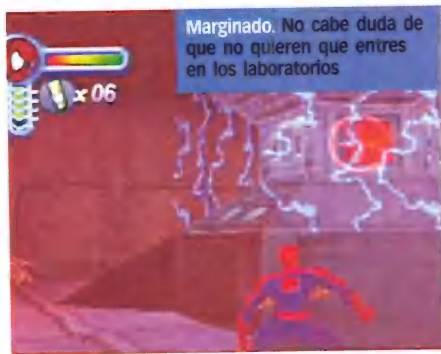 Marginado. No cabe duda de
que no quieren que entres
en los laboratorios
x 06